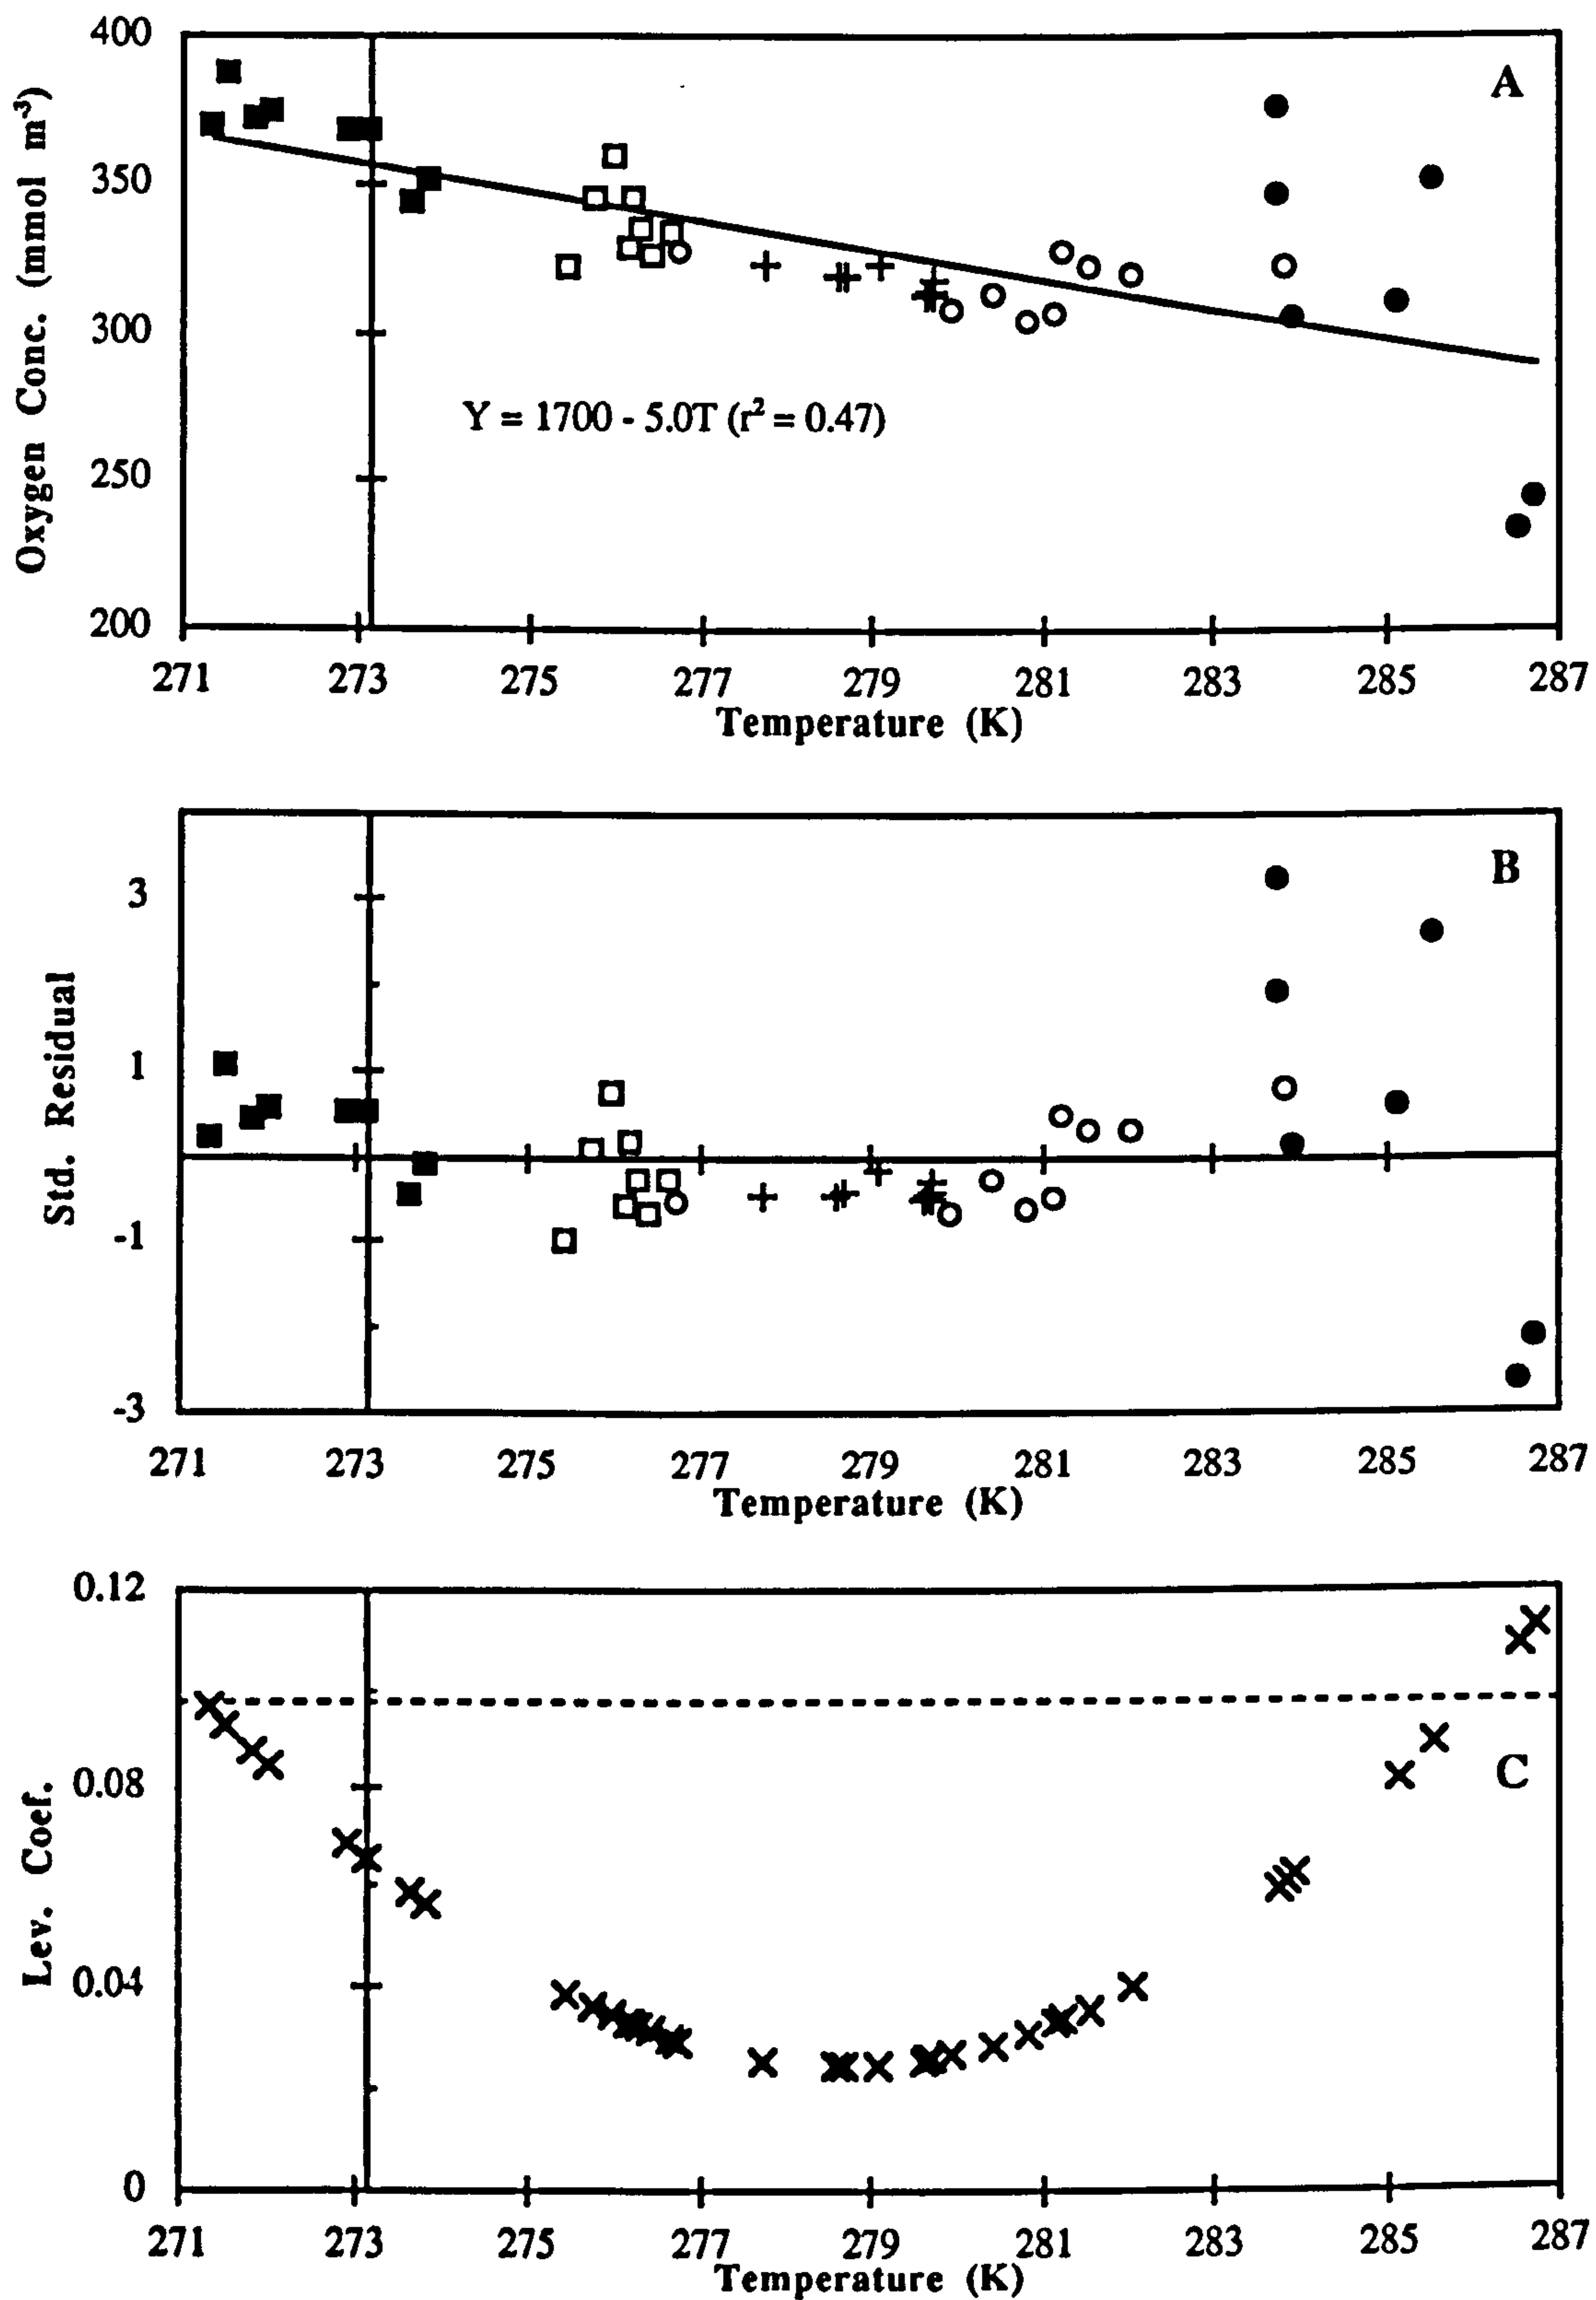 400
350
300
250
200
Oxygen Conc. (mmol m⁻³)
A
Y = 1700 - 5.0T (r² = 0.47)
271 273 275 277 279 281 283 285 287
Temperature (K)
3
1
-1
-3
Std. Residual
B
271 273 275 277 279 281 283 285 287
Temperature (K)
0.12
0.08
0.04
0
Lev. Coef.
C
271 273 275 277 279 281 283 285 287
Temperature (K)